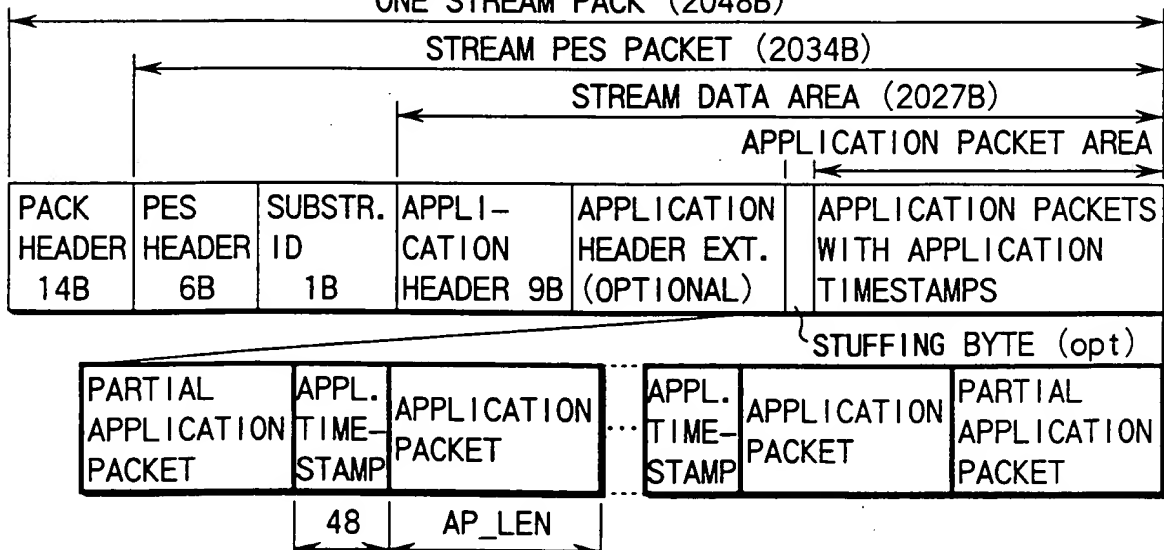 ONE STREAM PACK (2048B)
STREAM PES PACKET (2034B)
STREAM DATA AREA (2027B)
APPLICATION PACKET AREA
PACK HEADER 14B
PES HEADER 6B
SUBSTR. ID 1B
APPLI-
CATION
HEADER 9B
APPLICATION
HEADER EXT.
(OPTIONAL)
APPLICATION PACKETS
WITH APPLICATION
TIMESTAMPS
STUFFING BYTE (opt)
PARTIAL
APPLICATION
PACKET
APPL.
TIME-
STAMP
APPLICATION
PACKET
...
APPL.
TIME-
STAMP
APPLICATION
PACKET
PARTIAL
APPLICATION
PACKET
48
AP_LEN